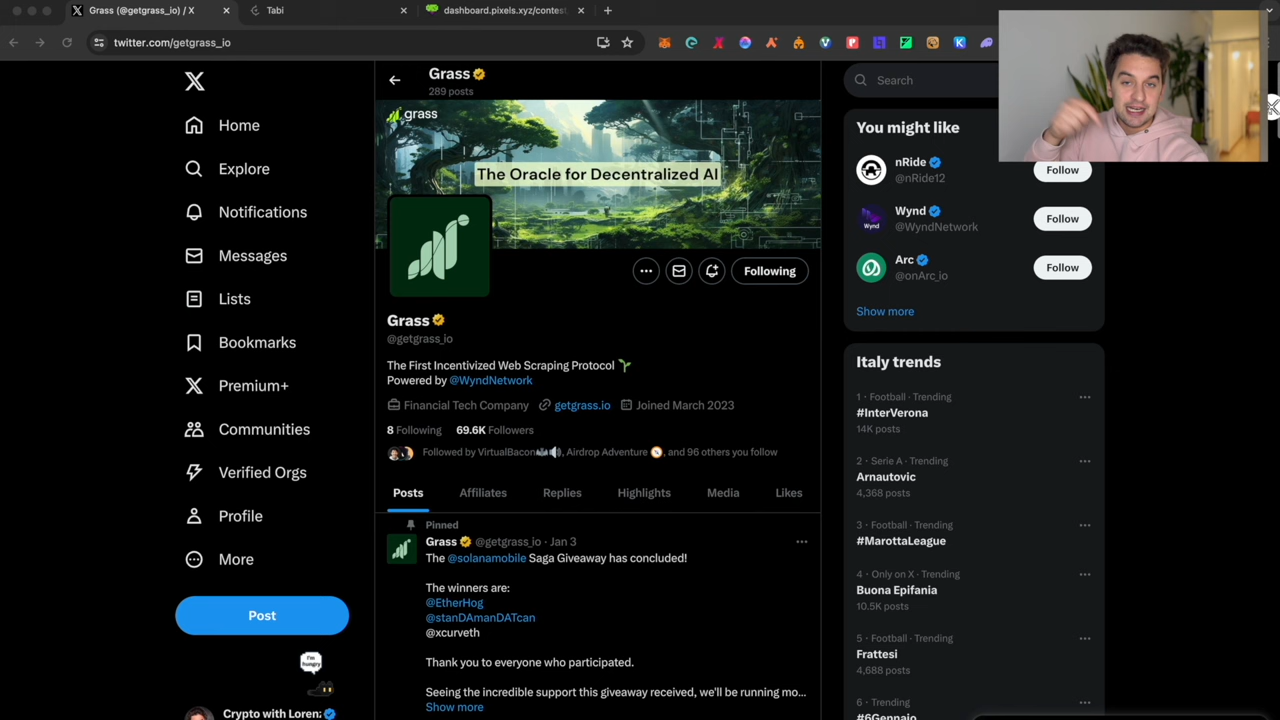 Grass (@getgrass_io) / X
Tabi
dashboard.pixels.xyz/contest
twitter.com/getgrass_io
Home
Explore
Notifications
Messages
Lists
Bookmarks
Premium+
Communities
Verified Orgs
Profile
More
Post
I'm hungry
Crypto with Lorenz
Grass
289 posts
grass
The Oracle for Decentralized AI
Following
Grass
@getgrass_io
The First Incentivized Web Scraping Protocol
Powered by @WyndNetwork
Financial Tech Company getgrass.io Joined March 2023
8 Following 69.6K Followers
Followed by VirtualBacon, Airdrop Adventure, and 96 others you follow
Posts Affiliates Replies Highlights Media Likes
Pinned
Grass @getgrass_io · Jan 3
The @solanamobile Saga Giveaway has concluded!
The winners are:
@EtherHog
@stanDAmanDATcan
@xcurveth
Thank you to everyone who participated.
Seeing the incredible support this giveaway received, we'll be running mo...
Show more
Search
You might like
nRide
@nRide12
Follow
Wynd
Wynd
@WyndNetwork
Follow
Arc
@onArc_io
Follow
Show more
Italy trends
1 · Football · Trending
#InterVerona
14K posts
2 · Serie A · Trending
Arnautovic
4,368 posts
3 · Football · Trending
#MarottaLeague
4 · Only on X · Trending
Buona Epifania
10.5K posts
5 · Football · Trending
Frattesi
4,688 posts
6 · Trending
#6Gennaio